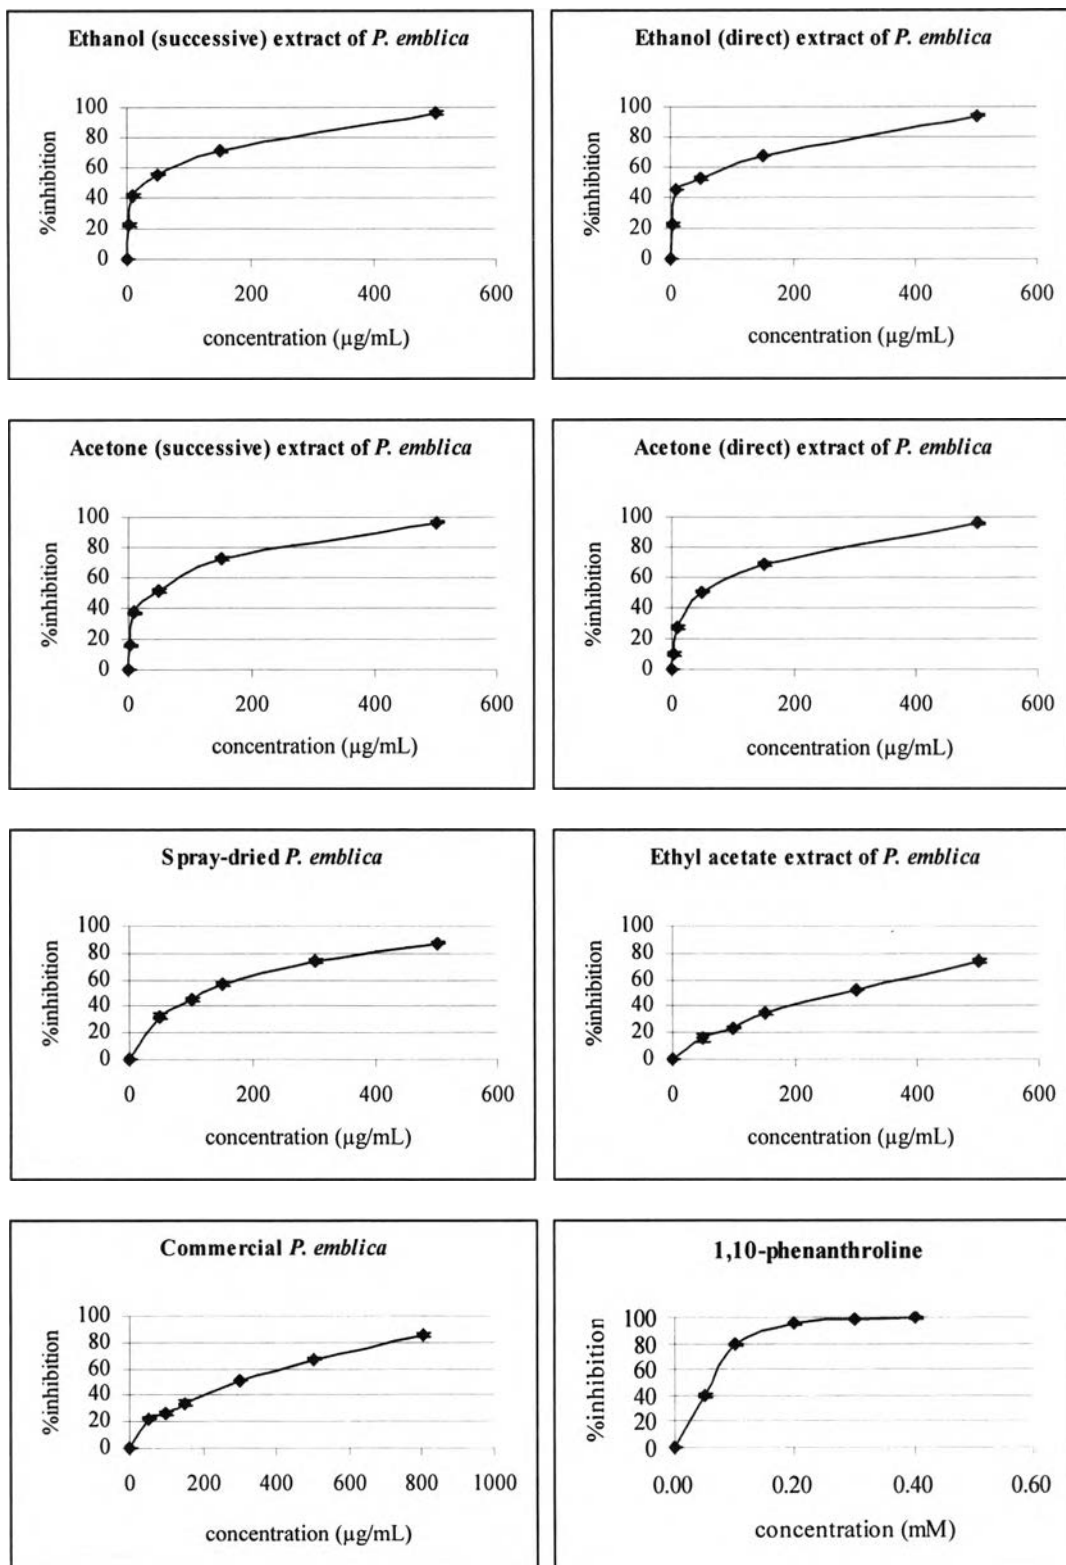 Ethanol (successive) extract of P. emblica
%inhibition
100
80
60
40
20
0
0 200 400 600
concentration (µg/mL)
Ethanol (direct) extract of P. emblica
%inhibition
100
80
60
40
20
0
0 200 400 600
concentration (µg/mL)
Acetone (successive) extract of P. emblica
%inhibition
100
80
60
40
20
0
0 200 400 600
concentration (µg/mL)
Acetone (direct) extract of P. emblica
%inhibition
100
80
60
40
20
0
0 200 400 600
concentration (µg/mL)
Spray-dried P. emblica
%inhibition
100
80
60
40
20
0
0 200 400 600
concentration (µg/mL)
Ethyl acetate extract of P. emblica
%inhibition
100
80
60
40
20
0
0 200 400 600
concentration (µg/mL)
Commercial P. emblica
%inhibition
100
80
60
40
20
0
0 200 400 600 800 1000
concentration (µg/mL)
1,10-phenanthroline
%inhibition
100
80
60
40
20
0
0.00 0.20 0.40 0.60
concentration (mM)